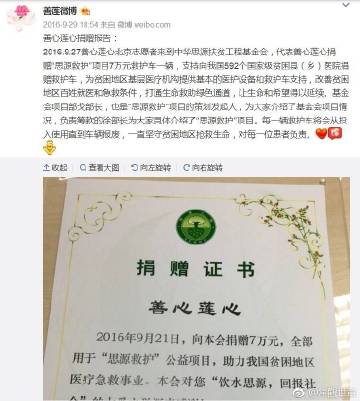 善莲微博
2016-9-29 18:54 来自 微博 weibo.com
善心莲心捐赠报告：
2016.9.27善心莲心北京志愿者来到中华思源扶贫工程基金会，代表善心莲心捐
赠“思源救护”项目7万元救护车一辆，支持向我国592个国家级贫困县（乡）医院捐
赠救护车，为贫困地区基层医疗机构提供基本的医护设备和救护车支持，改善贫困
地区百姓就医和急救条件，打通生命救助绿色通道，让生命和希望得以延续。基金
会会项目部戈部长，也是“思源救护”项目的策划发起人，为大家介绍了基金会项目情
况，负责筹款的徐部长为大家具体介绍了“思源救护”项目。每一辆救护车将会从投
入使用直到车辆报废，一直坚守贫困地区抢救生命，对每一位患者负责。
收起
查看大图
向左旋转
向右旋转
捐赠证书
善心莲心
2016年9月21日，向本会捐赠7万元，全部
用于“思源救护”公益项目，助力我国贫困地区
医疗急救事业。本会对您“饮水思源，回报社